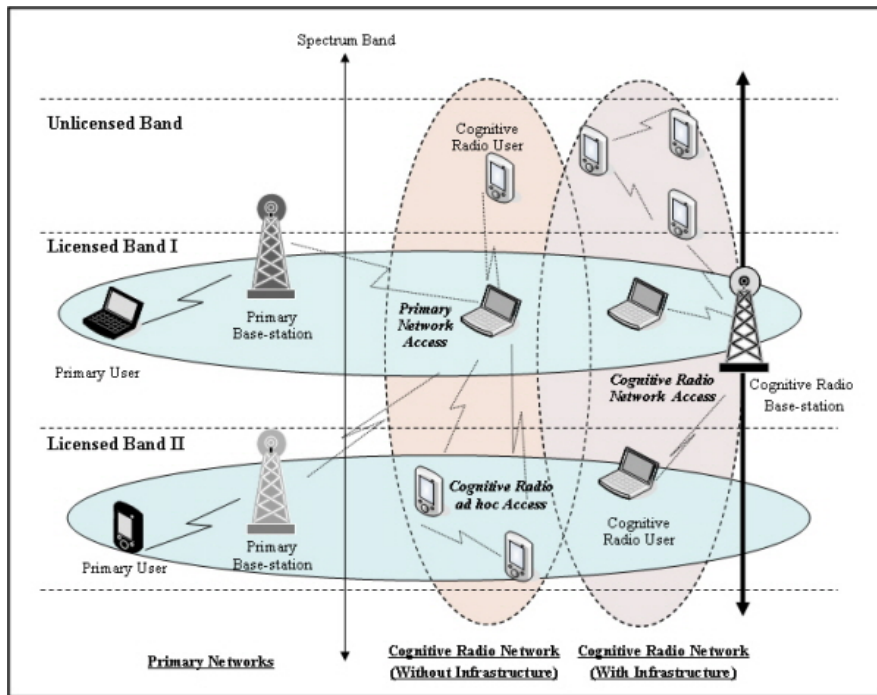 Spectrum Band
Unlicensed Band
Cognitive
Radio User
Licensed Band I
Primary
Base-station
Primary User
Primary
Network
Access
Cognitive Radio
Network Access
Cognitive Radio
Base-station
Licensed Band II
Primary
Base-station
Primary User
Cognitive Radio
ad hoc Access
Cognitive
Radio User
Primary Networks
Cognitive Radio Network
(Without Infrastructure)
Cognitive Radio Network
(With Infrastructure)